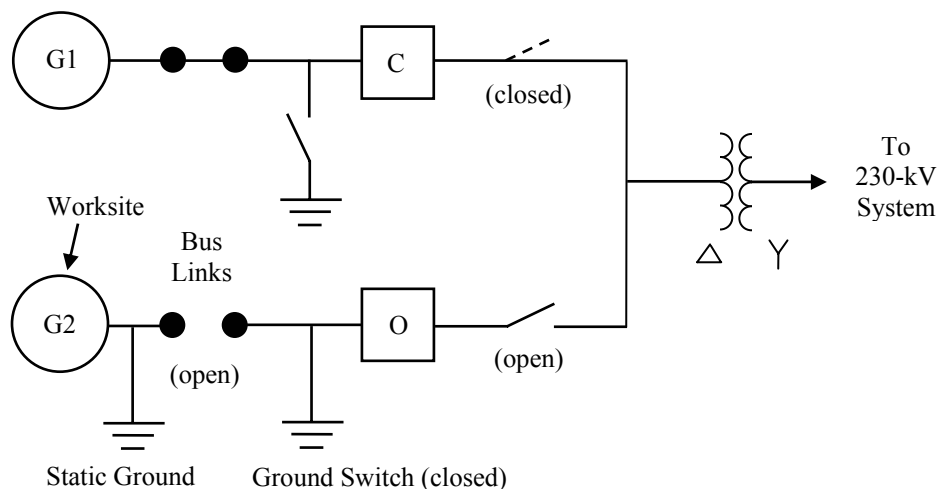 G1
C
(closed)
To
230-kV
System
Worksite
Bus
Links
G2
O
(open)
(open)
Static Ground
Ground Switch (closed)